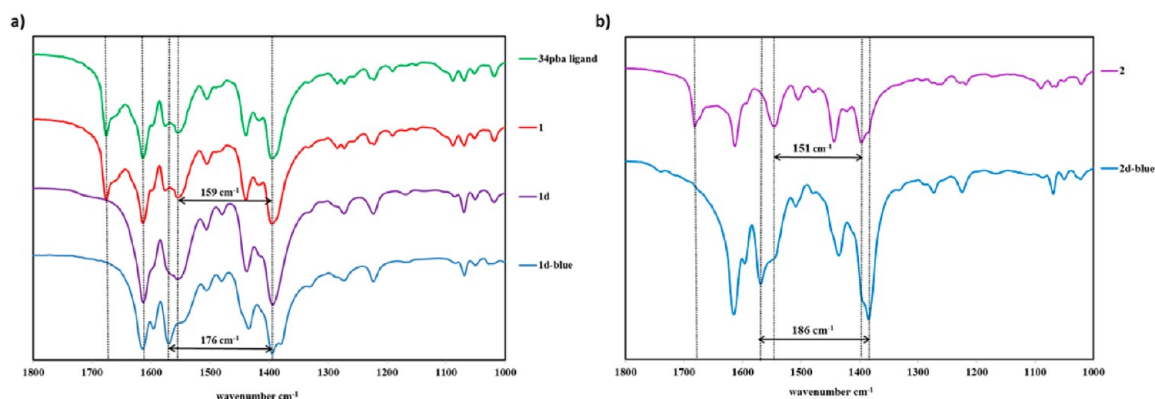 a)
34pba ligand
1
159 cm⁻¹
1d
1d-blue
176 cm⁻¹
1800 1700 1600 1500 1400 1300 1200 1100 1000
wavenumber cm⁻¹
b)
2
151 cm⁻¹
2d-blue
186 cm⁻¹
1800 1700 1600 1500 1400 1300 1200 1100 1000
wavenumber cm⁻¹